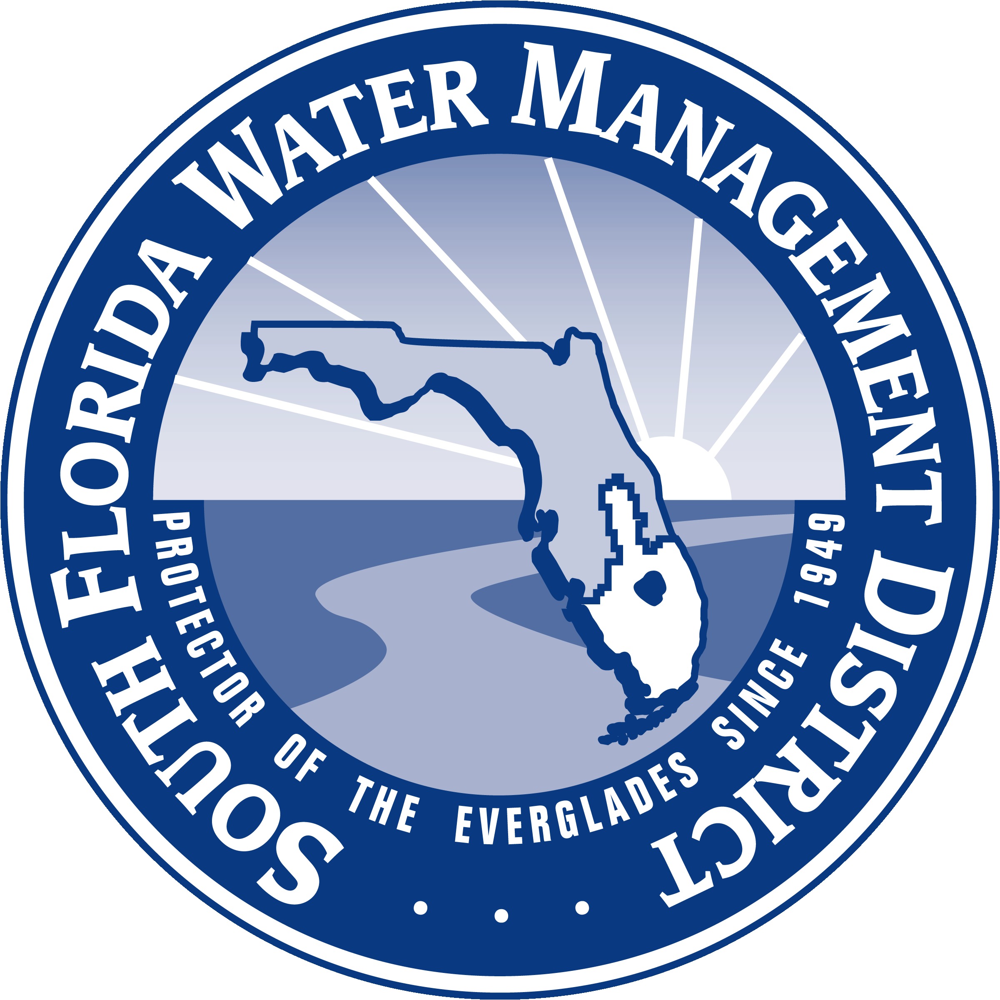 SOUTH FLORIDA WATER MANAGEMENT DISTRICT
PROTECTOR OF THE EVERGLADES SINCE 1949